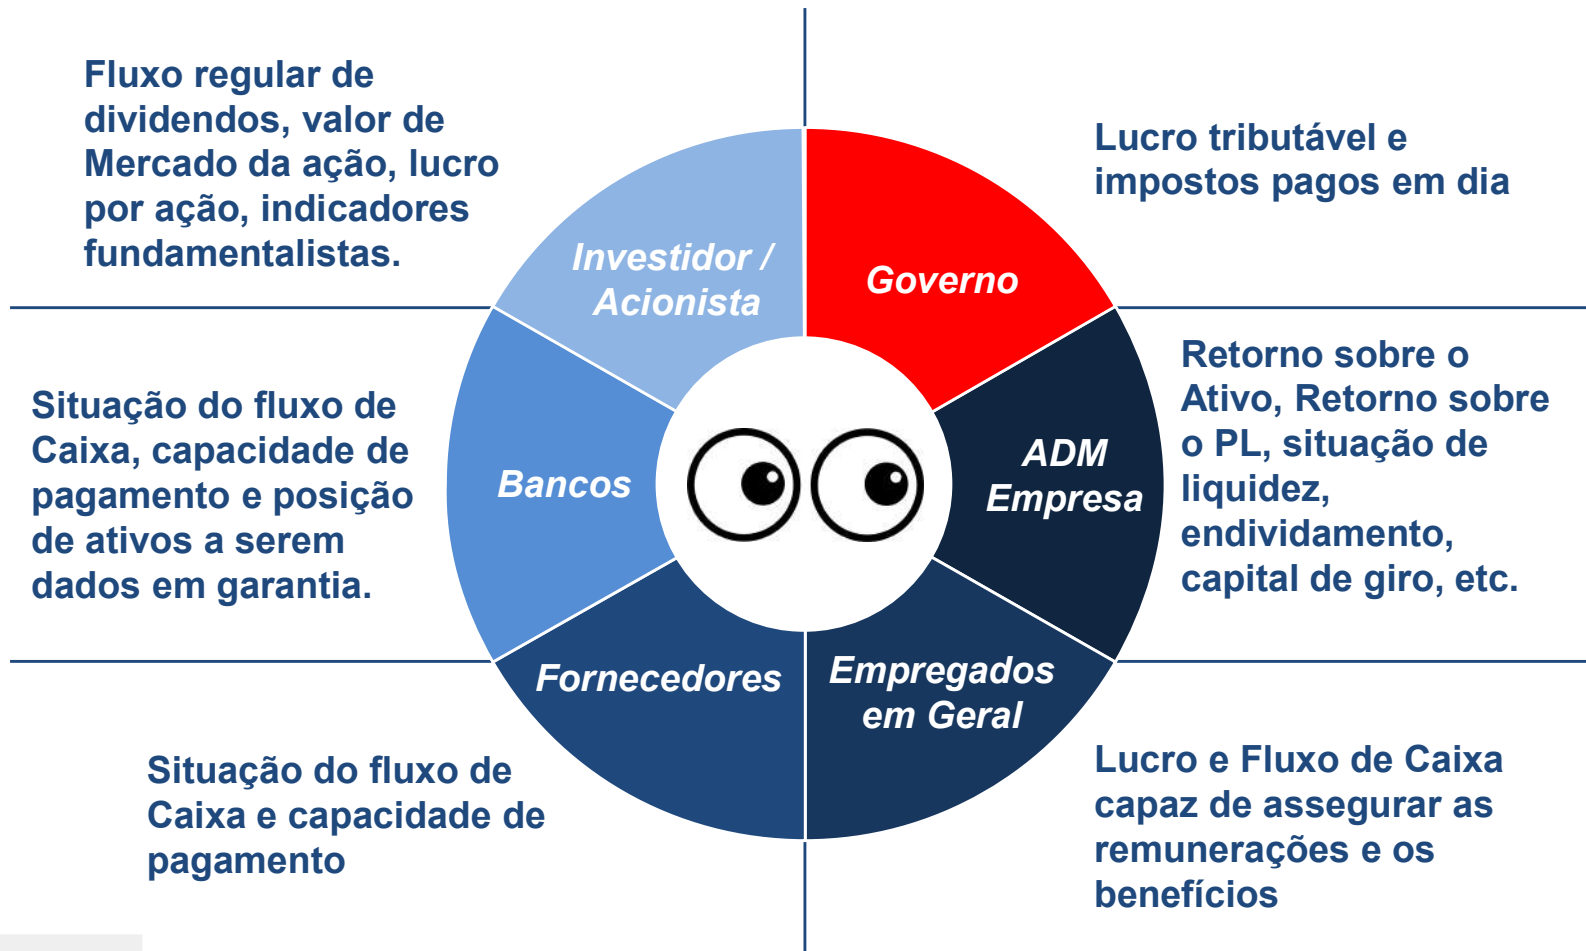 Fluxo regular de
dividendos, valor de
Mercado da ação, lucro
por ação, indicadores
fundamentalistas.
Investidor /
Acionista
Governo
Lucro tributável e
impostos pagos em dia
Situação do fluxo de
Caixa, capacidade de
pagamento e posição
de ativos a serem
dados em garantia.
Bancos
ADM
Empresa
Retorno sobre o
Ativo, Retorno sobre
o PL, situação de
liquidez,
endividamento,
capital de giro, etc.
Fornecedores
Situação do fluxo de
Caixa e capacidade de
pagamento
Empregados
em Geral
Lucro e Fluxo de Caixa
capaz de assegurar as
remunerações e os
benefícios